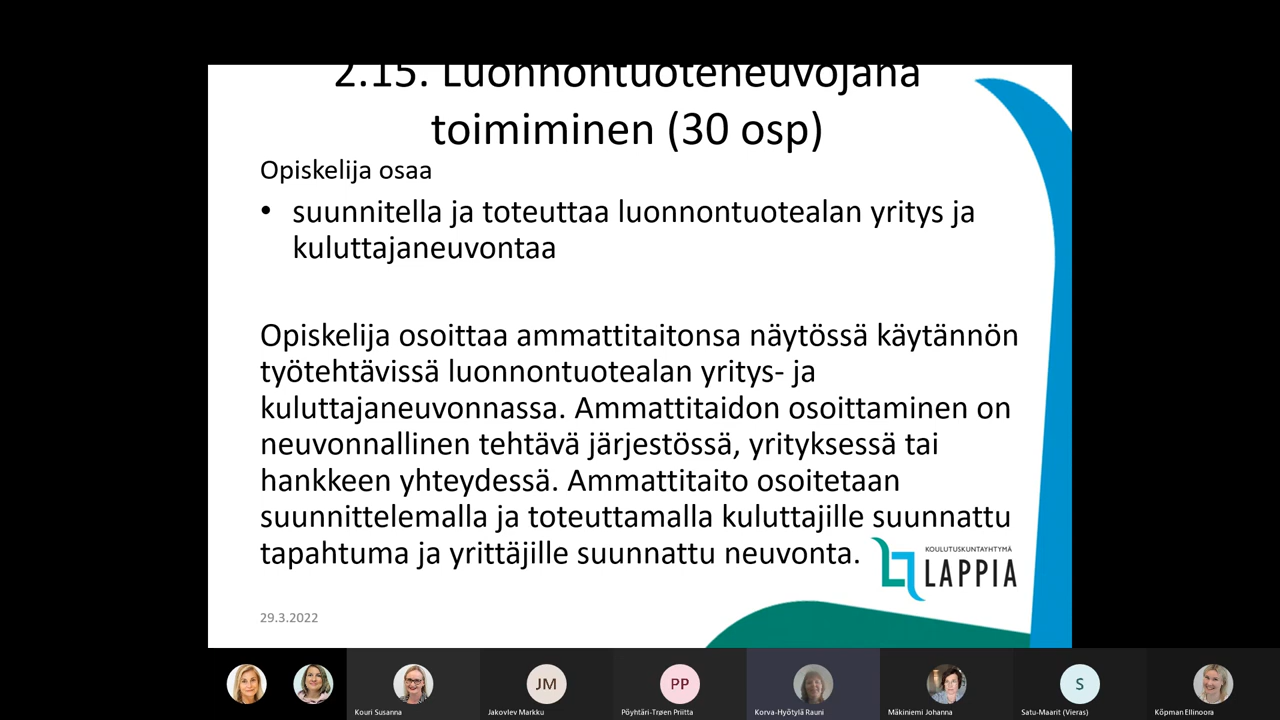 2.15. Luonnontuoteneuvojana
toimiminen (30 osp)
Opiskelija osaa
• suunnitella ja toteuttaa luonnontuotealan yritys ja
kuluttajaneuvontaa
Opiskelija osoittaa ammattitaitonsa näytössä käytännön
työtehtävissä luonnontuotealan yritys- ja
kuluttajaneuvonnassa. Ammattitaidon osoittaminen on
neuvonnallinen tehtävä järjestössä, yrityksessä tai
hankkeen yhteydessä. Ammattitaito osoitetaan
suunnittelemalla ja toteuttamalla kuluttajille suunnattu
tapahtuma ja yrittäjille suunnattu neuvonta.
KOULUTUSKUNTAYHTYMÄ
LAPPIA
29.3.2022
JM
PP
S
Kouri Susanna
Jakovlev Markku
Pöyhtäri-Trøen Priitta
Korva-Hyötylä Rauni
Mäkiniemi Johanna
Satu-Maarit (Vieras)
Köpman Ellinoora